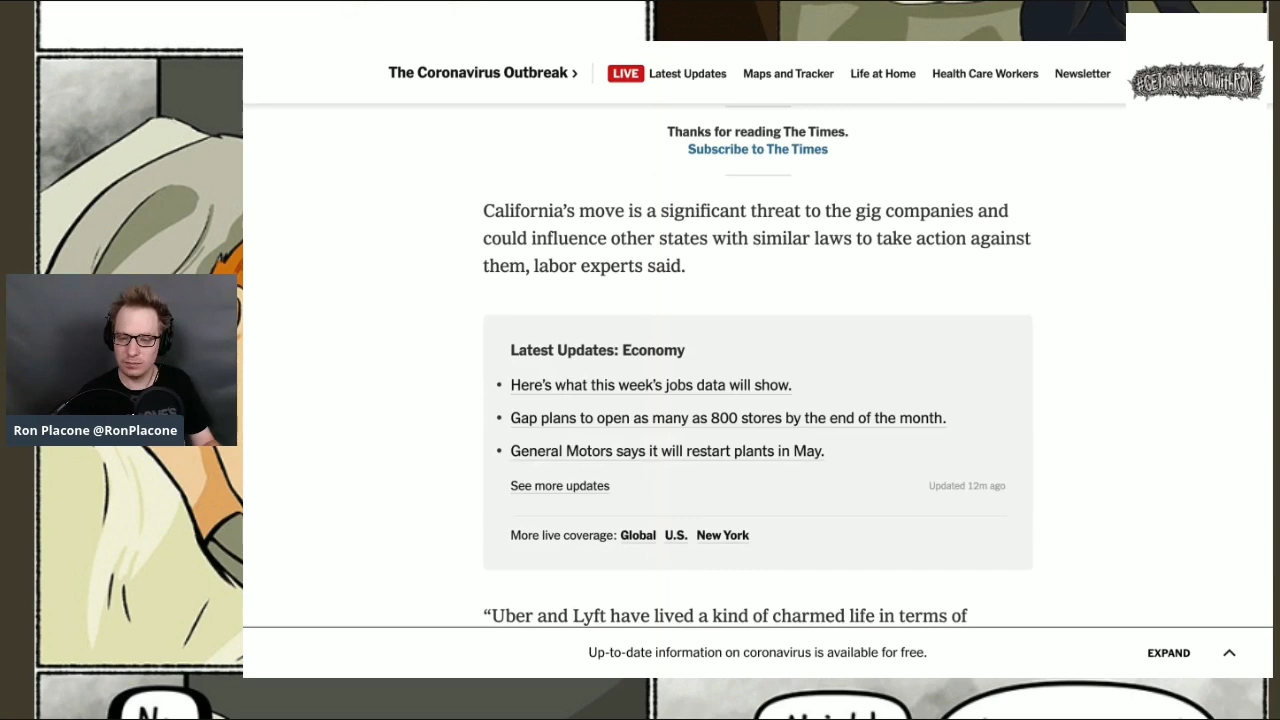 The Coronavirus Outbreak ›
LIVE Latest Updates Maps and Tracker Life at Home Health Care Workers Newsletter
#GETYOURNEWSONWITHRON
Thanks for reading The Times.
Subscribe to The Times
California’s move is a significant threat to the gig companies and
could influence other states with similar laws to take action against
them, labor experts said.
Latest Updates: Economy
• Here’s what this week’s jobs data will show.
• Gap plans to open as many as 800 stores by the end of the month.
• General Motors says it will restart plants in May.
See more updates
Updated 12m ago
More live coverage: Global U.S. New York
“Uber and Lyft have lived a kind of charmed life in terms of
Up-to-date information on coronavirus is available for free.
EXPAND
Ron Placone @RonPlacone